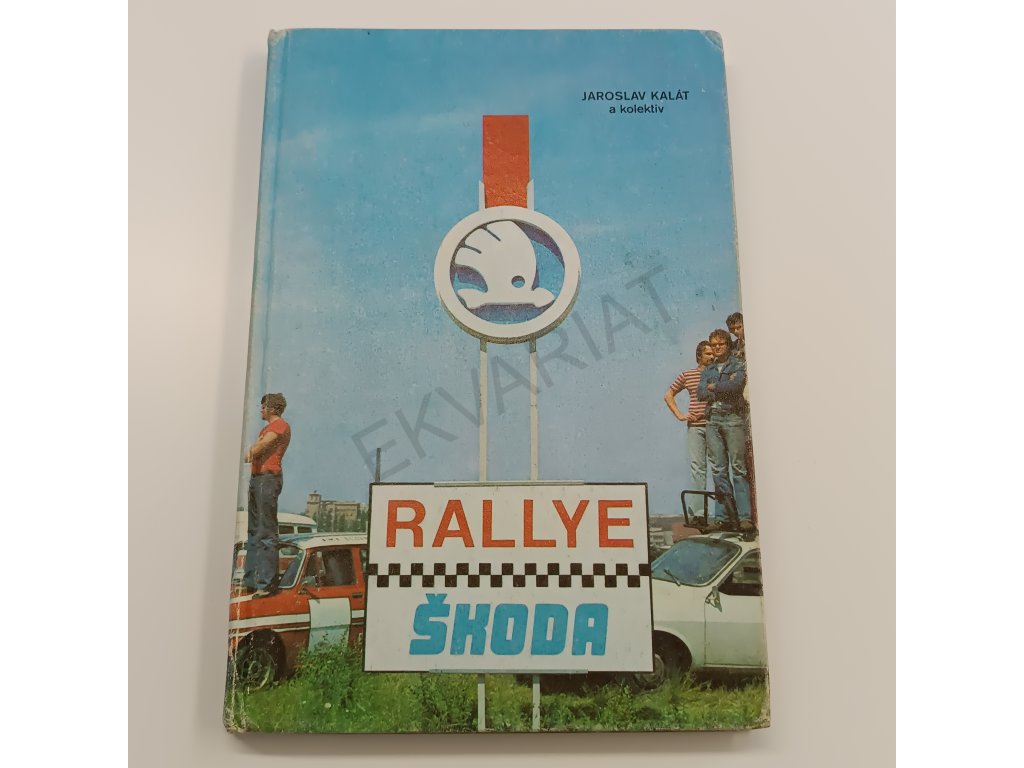 JAROSLAV KALÁT
a kolektiv
EKVARIAT
RALLYE
ŠKODA